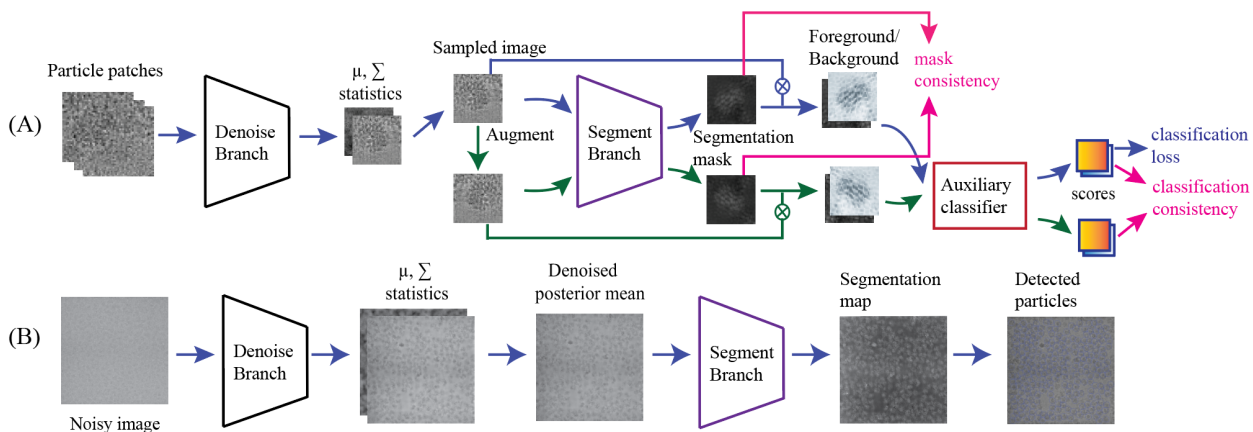 (A)
Particle patches
Denoise
Branch
μ, ∑
statistics
Sampled image
Augment
Segment
Branch
Segmentation
mask
Foreground/
Background
mask
consistency
Auxiliary
classifier
scores
classification
loss
classification
consistency
(B)
Noisy image
Denoise
Branch
μ, ∑
statistics
Denoised
posterior mean
Segment
Branch
Segmentation
map
Detected
particles